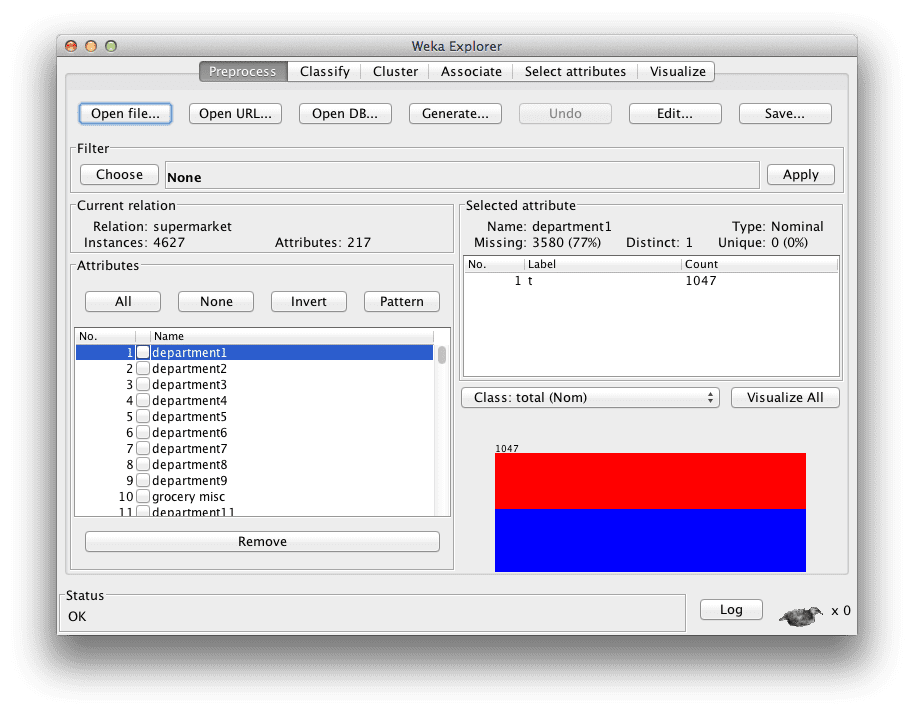 Weka Explorer
Preprocess Classify Cluster Associate Select attributes Visualize
Open file... Open URL... Open DB... Generate... Undo Edit... Save...
Filter
Choose None Apply
Current relation
Relation: supermarket
Instances: 4627 Attributes: 217
Attributes
All None Invert Pattern
No. Name
1 department1
2 department2
3 department3
4 department4
5 department5
6 department6
7 department7
8 department8
9 department9
10 grocery misc
11 department11
Remove
Selected attribute
Name: department1 Type: Nominal
Missing: 3580 (77%) Distinct: 1 Unique: 0 (0%)
No. Label Count
1 t 1047
Class: total (Nom) Visualize All
1047
Status
OK
Log x 0